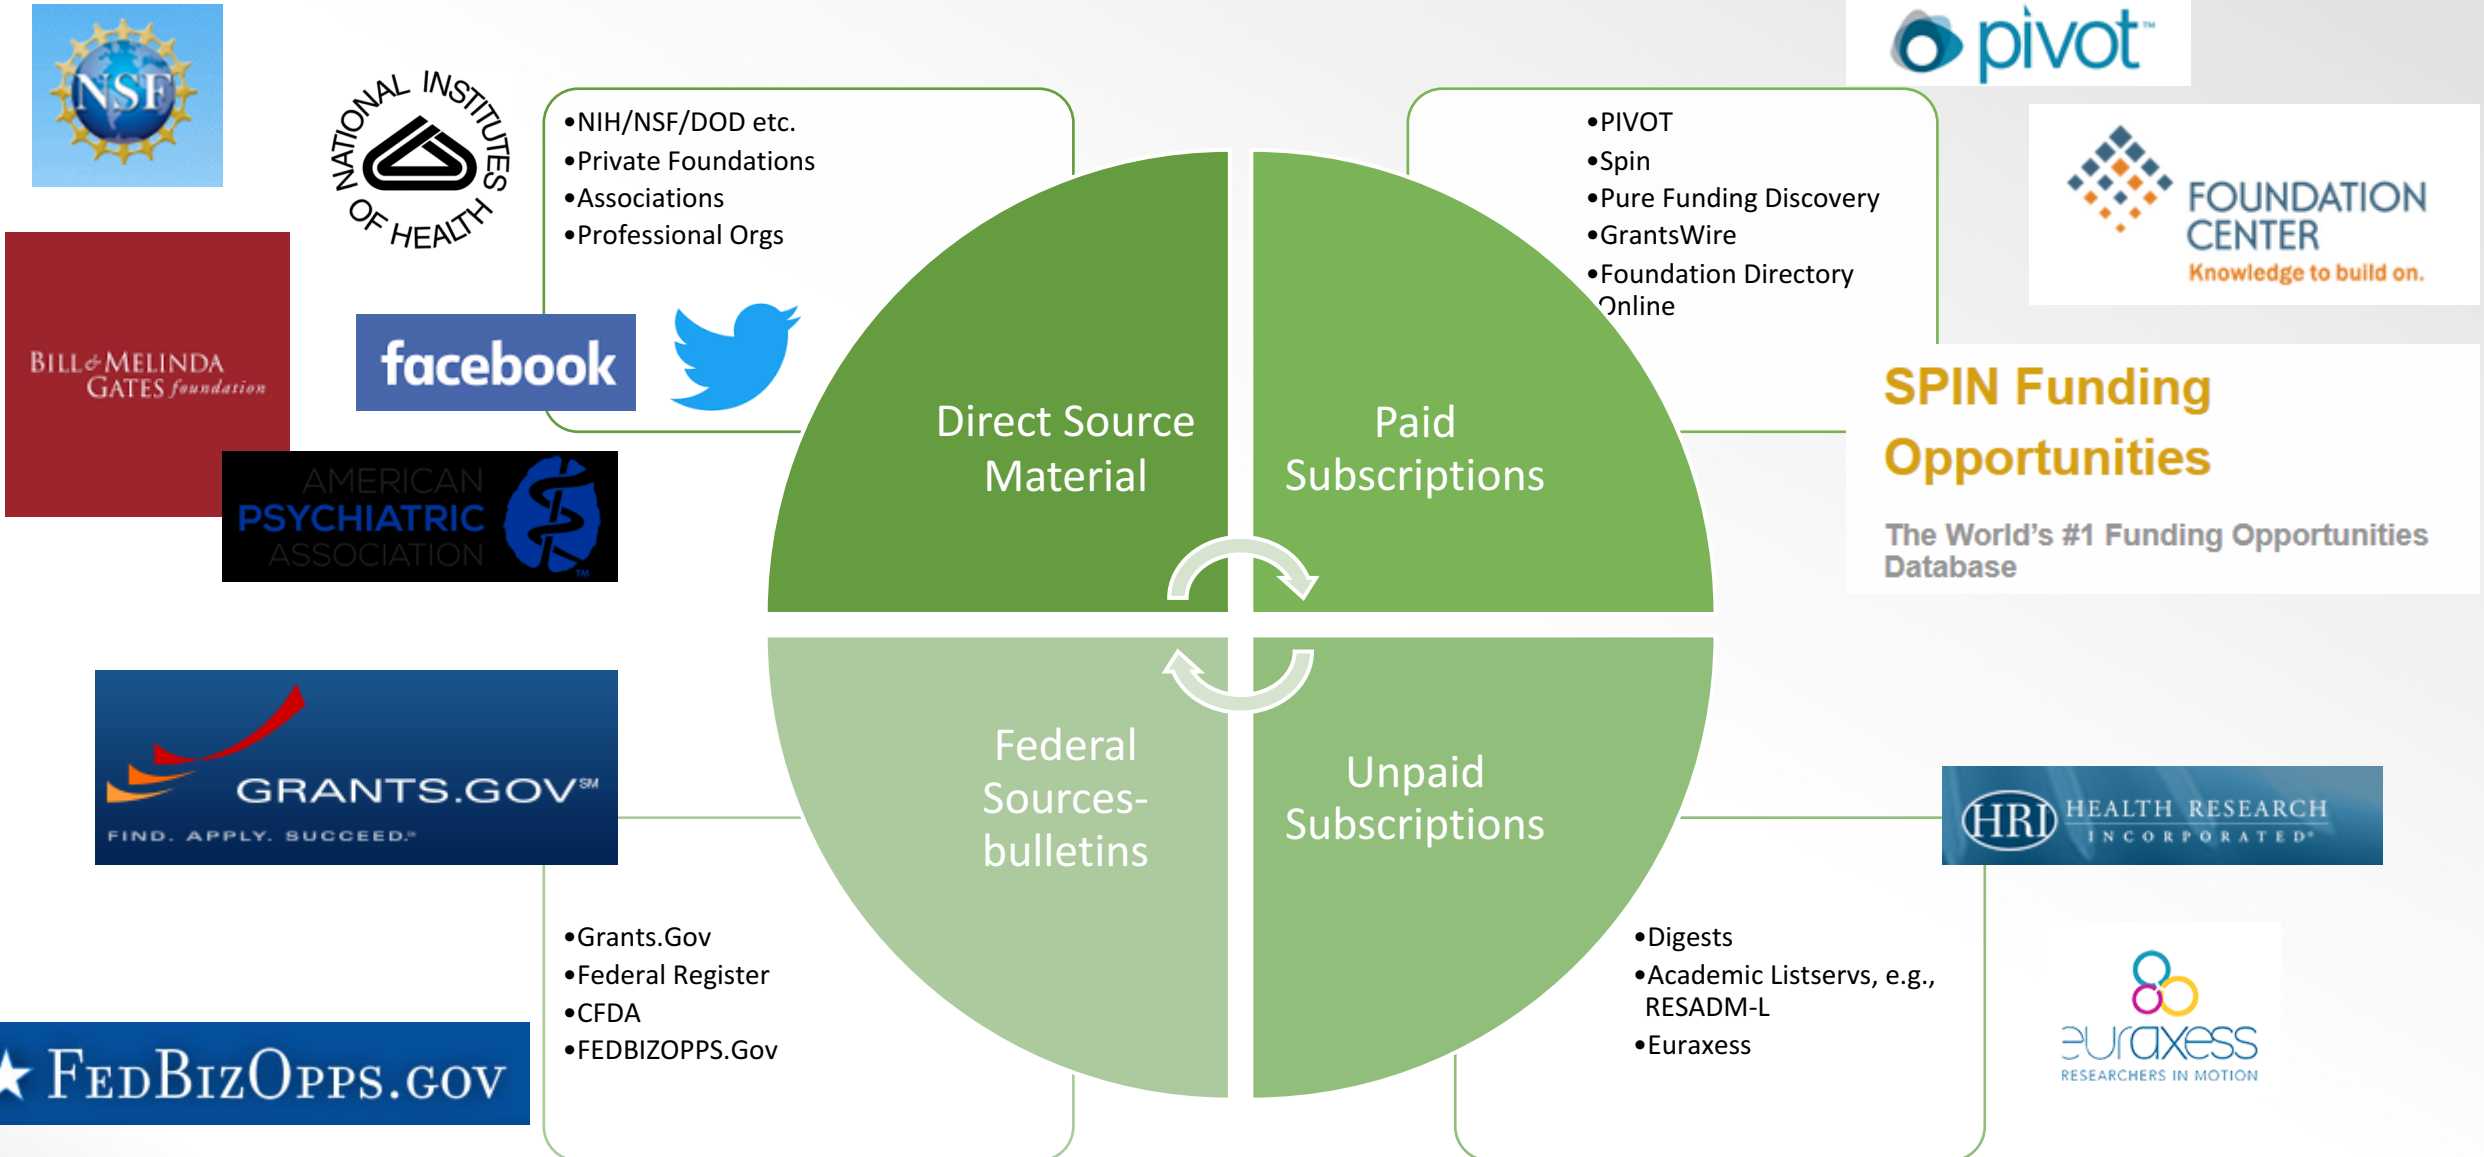 NSF
NATIONAL INSTITUTES
OF HEALTH
•NIH/NSF/DOD etc.
•Private Foundations
•Associations
•Professional Orgs
BILL & MELINDA
GATES foundation
facebook
AMERICAN
PSYCHIATRIC
ASSOCIATION
TM
Direct Source
Material
pivot™
•PIVOT
•Spin
•Pure Funding Discovery
•GrantsWire
•Foundation Directory
Online
FOUNDATION
CENTER
Knowledge to build on.
Paid
Subscriptions
SPIN Funding
Opportunities
The World's #1 Funding Opportunities
Database
GRANTS.GOV℠
FIND. APPLY. SUCCEED.℠
Federal
Sources-
bulletins
•Grants.Gov
•Federal Register
•CFDA
•FEDBIZOPPS.Gov
FEDBIZOPPS.GOV
Unpaid
Subscriptions
HRI HEALTH RESEARCH
INCORPORATED®
•Digests
•Academic Listservs, e.g.,
RESADM-L
•Euraxess
euraxess
RESEARCHERS IN MOTION